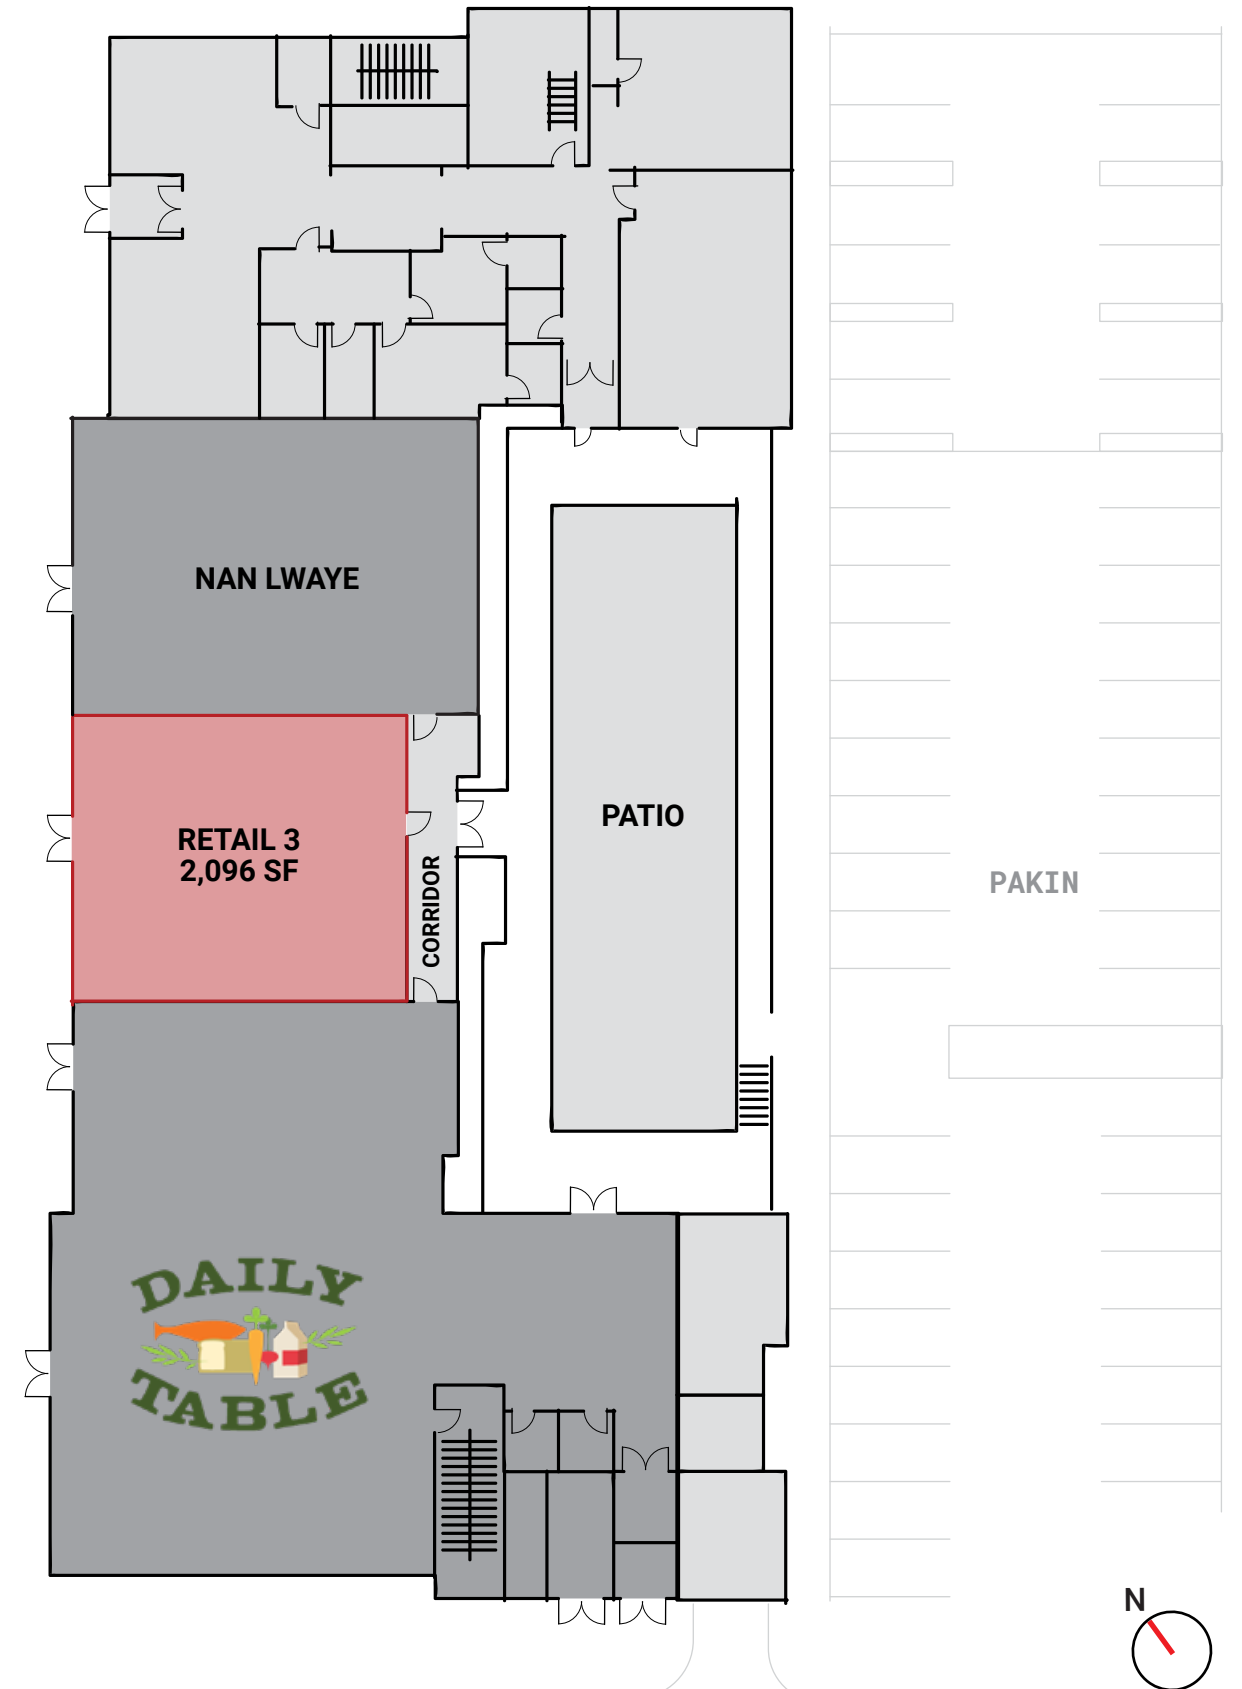 NAN LWAYE
RETAIL 3
2,096 SF
CORRIDOR
PATIO
PAKIN
DAILY
TABLE
N